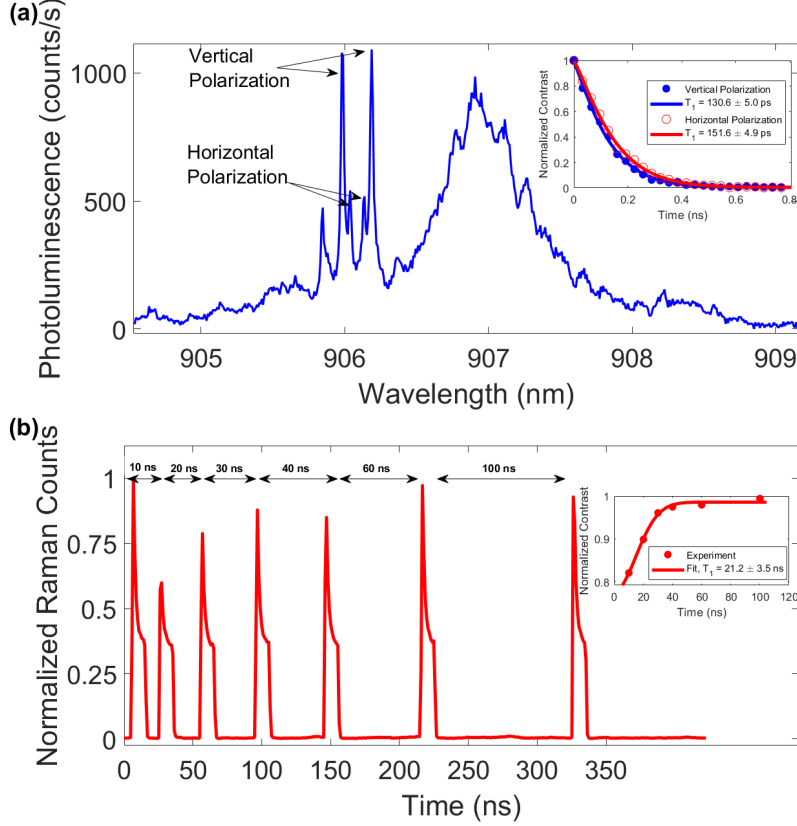 (a)
Photoluminescence (counts/s)
1000
500
0
905
906
907
908
909
Wavelength (nm)
Vertical
Polarization
Horizontal
Polarization
Normalized Contrast
1
0.8
0.6
0.4
0.2
0
0
0.2
0.4
0.6
0.8
Time (ns)
Vertical Polarization
T1 = 130.6 ± 5.0 ps
Horizontal Polarization
T1 = 151.6 ± 4.9 ps
(b)
Normalized Raman Counts
1
0.75
0.5
0.25
0
0
50
100
150
200
250
300
350
Time (ns)
10 ns
20 ns
30 ns
40 ns
60 ns
100 ns
Normalized Contrast
1
0.9
0.8
0
20
40
60
80
100
120
Time (ns)
Experiment
Fit, T1 = 21.2 ± 3.5 ns